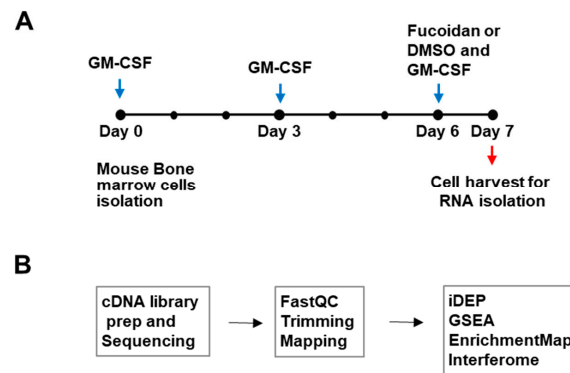 A
GM-CSF
GM-CSF
Fucoidan or
DMSO and
GM-CSF
Day 0
Day 3
Day 6
Day 7
Mouse Bone
marrow cells
isolation
Cell harvest for
RNA isolation
B
cDNA library
prep and
Sequencing
FastQC
Trimming
Mapping
iDEP
GSEA
EnrichmentMap
Interferome